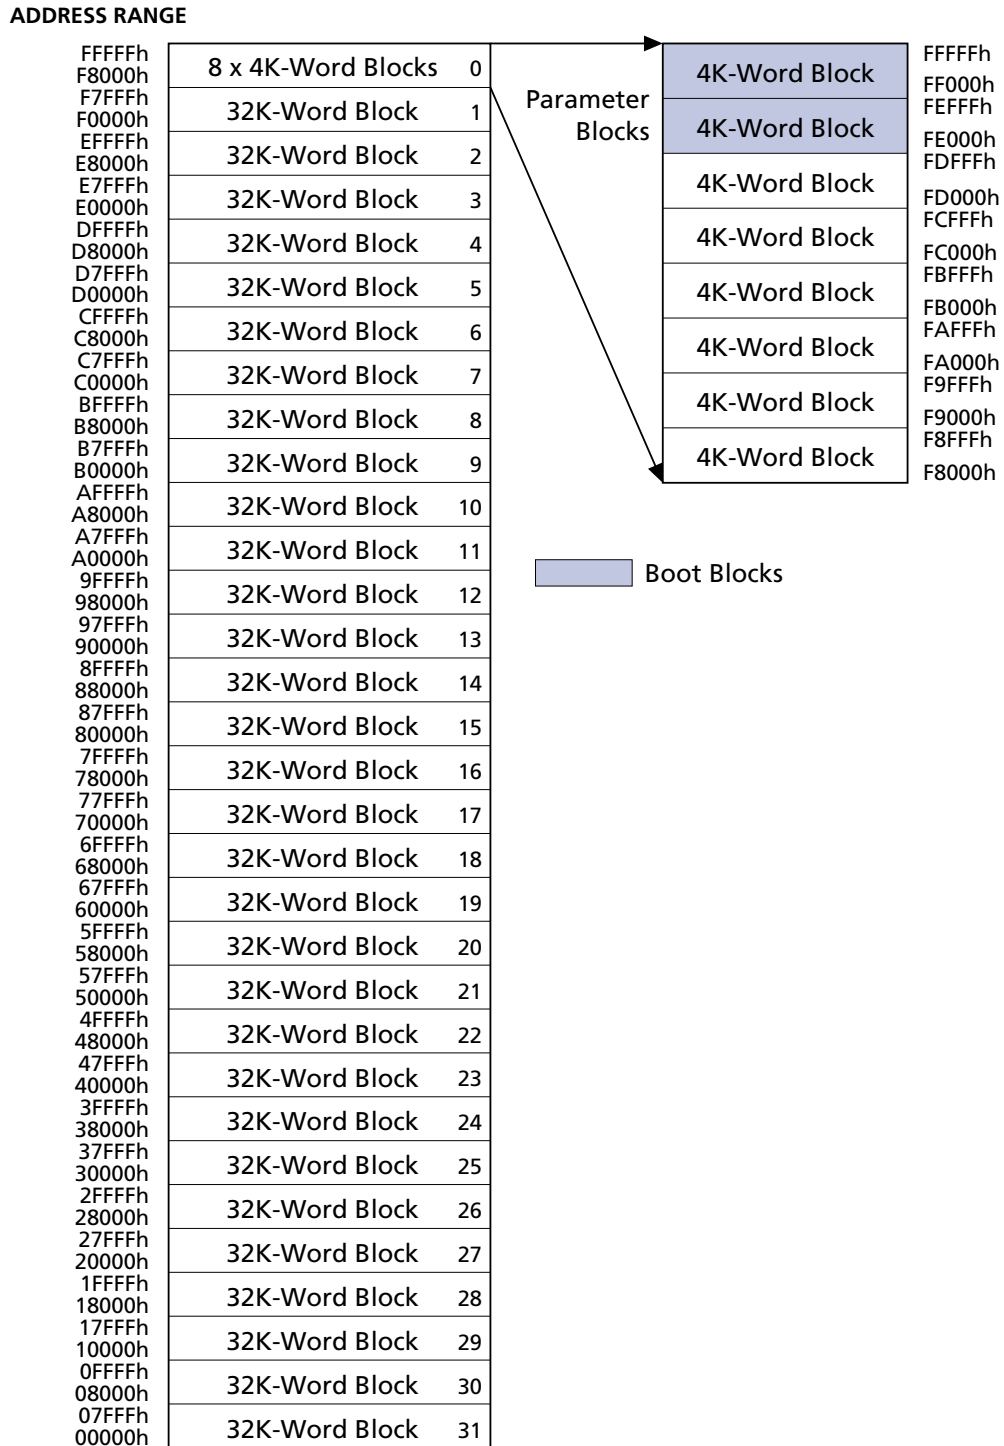 ADDRESS RANGE
FFFFFh
F8000h
8 x 4K-Word Blocks 0
F7FFFh
F0000h
32K-Word Block 1
EFFFFh
E8000h
32K-Word Block 2
E7FFFh
E0000h
32K-Word Block 3
DFFFFh
D8000h
32K-Word Block 4
D7FFFh
D0000h
32K-Word Block 5
CFFFFh
C8000h
32K-Word Block 6
C7FFFh
C0000h
32K-Word Block 7
BFFFFh
B8000h
32K-Word Block 8
B7FFFh
B0000h
32K-Word Block 9
AFFFFh
A8000h
32K-Word Block 10
A7FFFh
A0000h
32K-Word Block 11
9FFFFh
98000h
32K-Word Block 12
97FFFh
90000h
32K-Word Block 13
8FFFFh
88000h
32K-Word Block 14
87FFFh
80000h
32K-Word Block 15
7FFFFh
78000h
32K-Word Block 16
77FFFh
70000h
32K-Word Block 17
6FFFFh
68000h
32K-Word Block 18
67FFFh
60000h
32K-Word Block 19
5FFFFh
58000h
32K-Word Block 20
57FFFh
50000h
32K-Word Block 21
4FFFFh
48000h
32K-Word Block 22
47FFFh
40000h
32K-Word Block 23
3FFFFh
38000h
32K-Word Block 24
37FFFh
30000h
32K-Word Block 25
2FFFFh
28000h
32K-Word Block 26
27FFFh
20000h
32K-Word Block 27
1FFFFh
18000h
32K-Word Block 28
17FFFh
10000h
32K-Word Block 29
0FFFFh
08000h
32K-Word Block 30
07FFFh
00000h
32K-Word Block 31
Parameter
Blocks
4K-Word Block
FFFFFh
FF000h
4K-Word Block
FEFFFh
FE000h
4K-Word Block
FDFFFh
FD000h
4K-Word Block
FCFFFh
FC000h
4K-Word Block
FBFFFh
FB000h
4K-Word Block
FAFFFh
FA000h
4K-Word Block
F9FFFh
F9000h
4K-Word Block
F8FFFh
F8000h
Boot Blocks